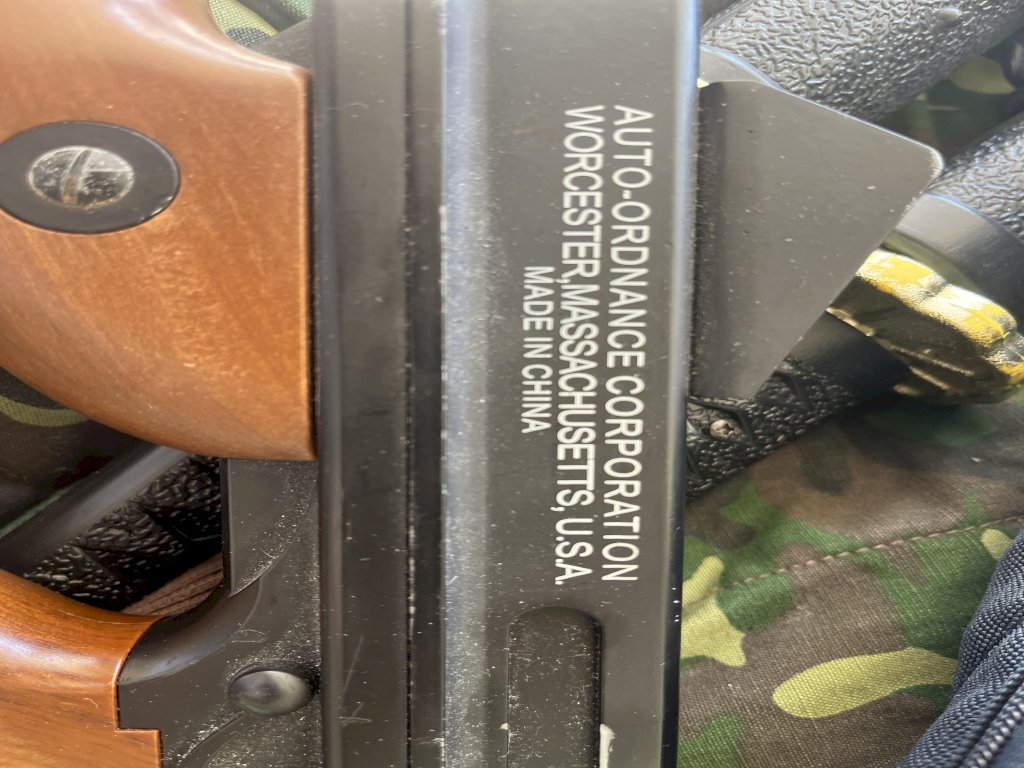 AUTO-ORDNANCE CORPORATION
WORCESTER, MASSACHUSETTS, U.S.A.
MADE IN CHINA